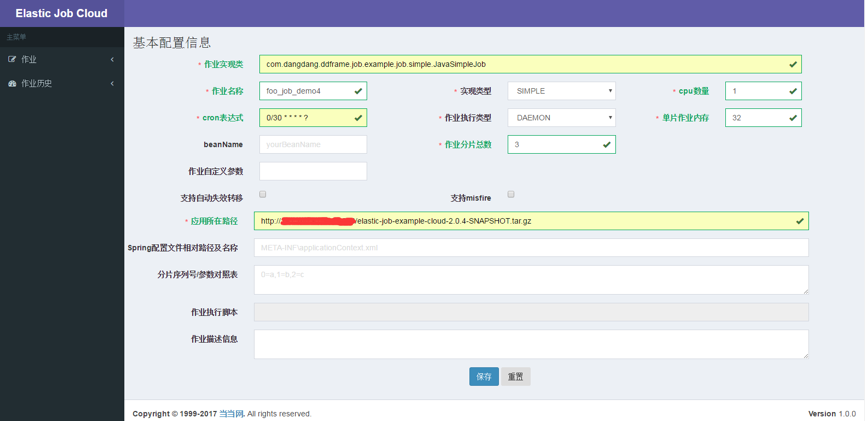 Elastic Job Cloud
主菜单
作业
作业历史
基本配置信息
* 作业实现类 com.dangdang.ddframe.job.example.job.simple.JavaSimpleJob
* 作业名称 foo_job_demo4 * 实现类型 SIMPLE * cpu数量 1
* cron表达式 0/30 * * * * ? * 作业执行类型 DAEMON * 单片作业内存 32
beanName yourBeanName * 作业分片总数 3
作业自定义参数
支持自动失效转移 支持misfire
* 应用所在路径 http:// /elastic-job-example-cloud-2.0.4-SNAPSHOT.tar.gz
Spring配置文件相对路径及名称 META-INF\applicationContext.xml
分片序列号/参数对照表 0=a,1=b,2=c
作业执行脚本
作业描述信息
保存 重置
Copyright © 1999-2017 当当网. All rights reserved. Version 1.0.0